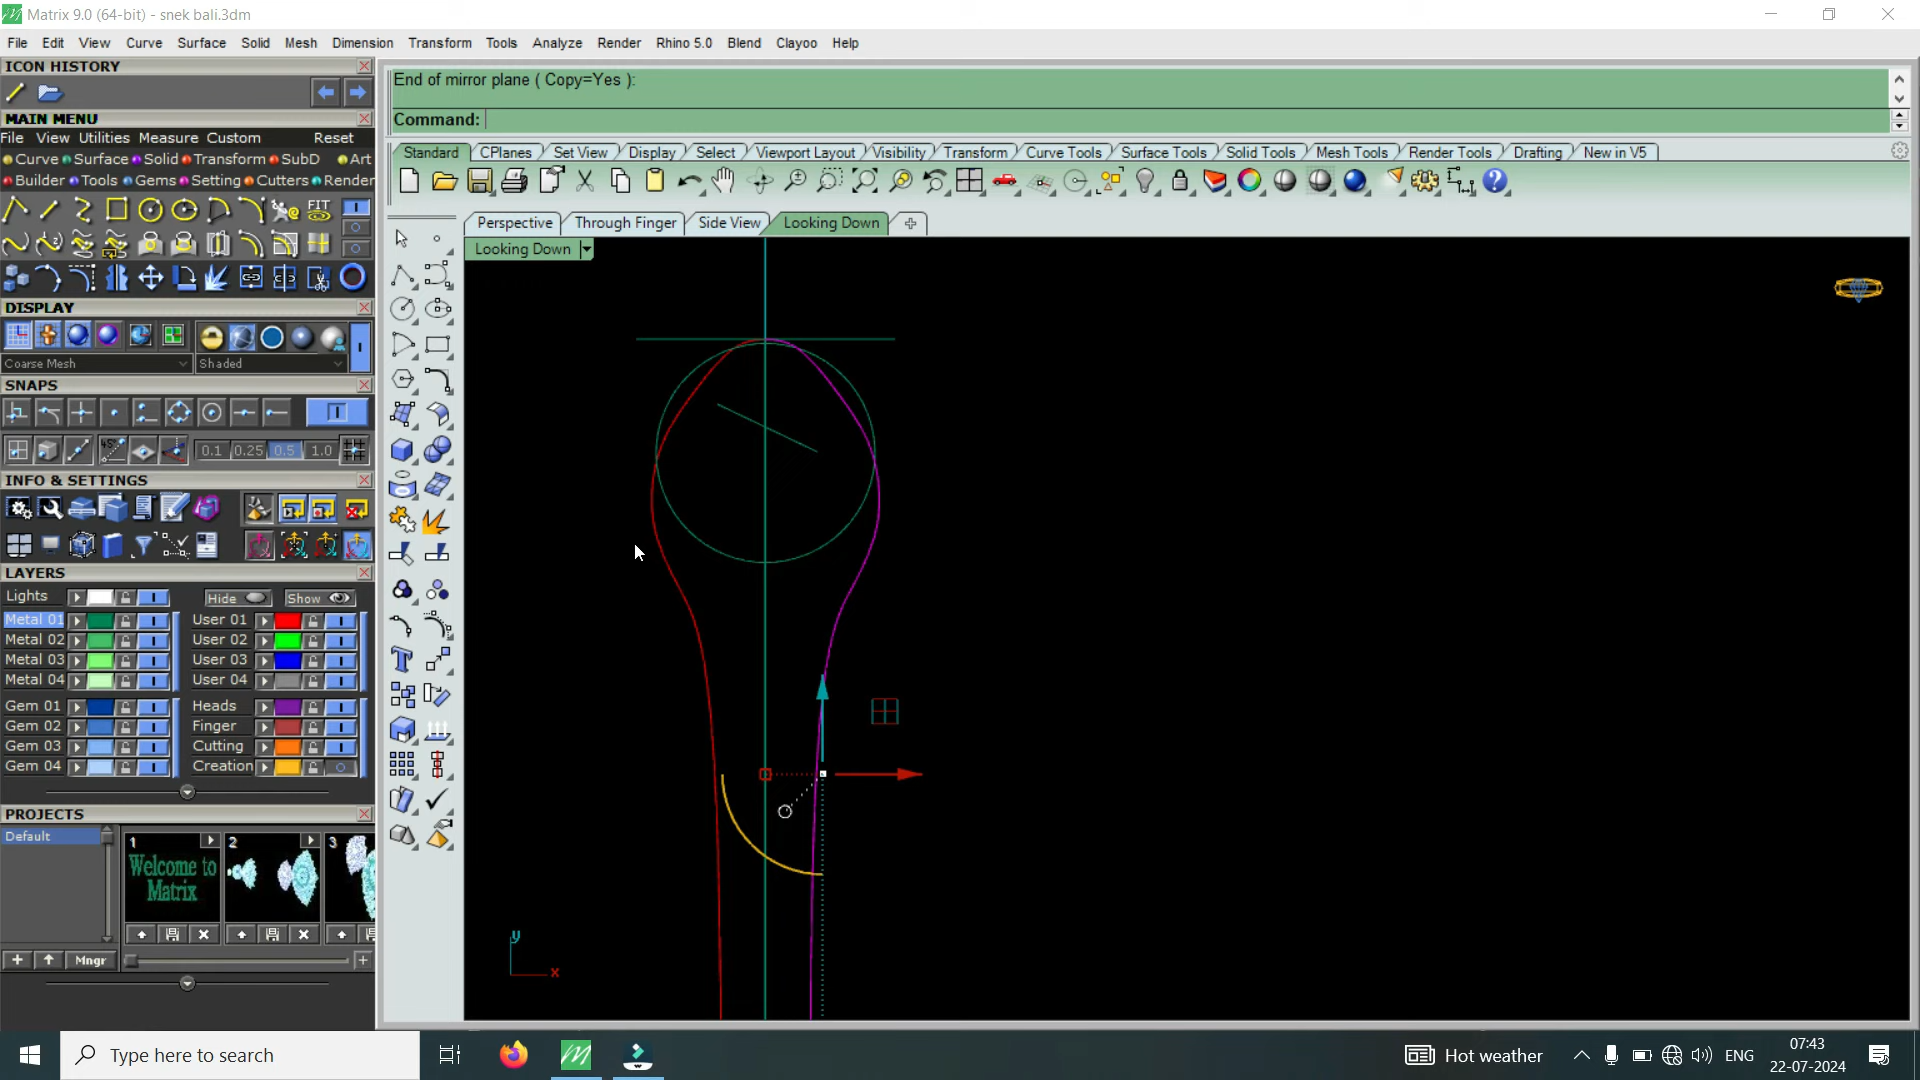 Matrix 9.0 (64-bit) - snek bali.3dm
File Edit View Curve Surface Solid Mesh Dimension Transform Tools Analyze Render Rhino 5.0 Blend Clayoo Help
ICON HISTORY
End of mirror plane ( Copy=Yes ):
Command:
MAIN MENU
File View Utilities Measure Custom Reset
Curve Surface Solid Transform SubD Art
Builder Tools Gems Setting Cutters Render
Standard CPlanes Set View Display Select Viewport Layout Visibility Transform Curve Tools Surface Tools Solid Tools Mesh Tools Render Tools Drafting New in V5
FIT
Perspective Through Finger Side View Looking Down
Looking Down
DISPLAY
Coarse Mesh Shaded
SNAPS
0.1 0.25 0.5 1.0
INFO & SETTINGS
LAYERS
Lights Hide Show
Metal 01 User 01
Metal 02 User 02
Metal 03 User 03
Metal 04 User 04
Gem 01 Heads
Gem 02 Finger
Gem 03 Cutting
Gem 04 Creation
PROJECTS
Default
1 2 3
Welcome to
Matrix
Mngr
y
x
Type here to search
Hot weather
ENG
07:43
22-07-2024